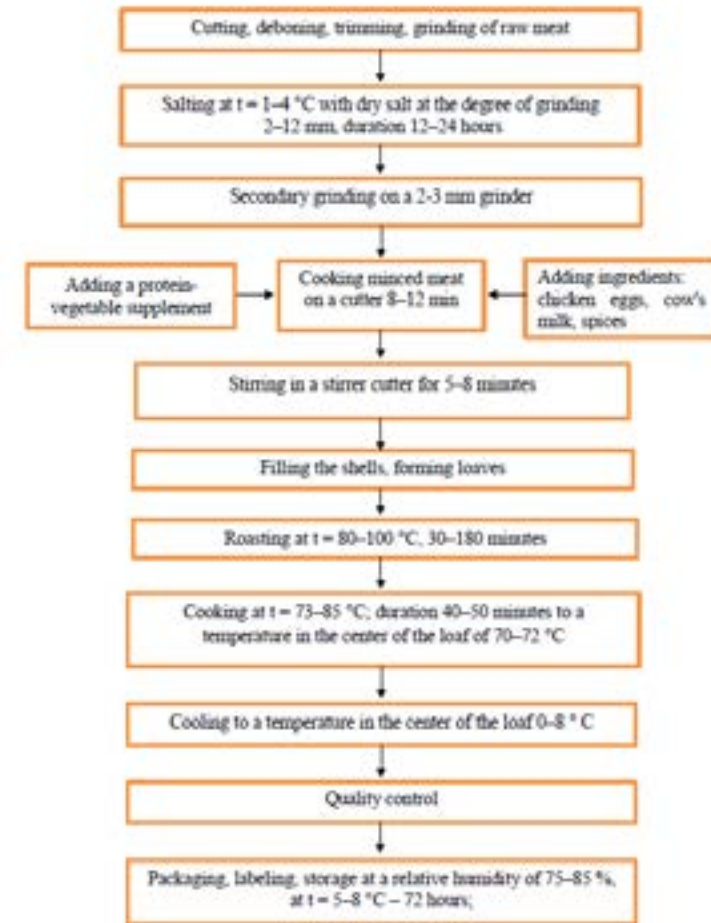 Cutting, deboning, trimming, grinding of raw meat
Salting at t = 1–4 °C with dry salt at the degree of grinding
2–12 mm, duration 12–24 hours
Secondary grinding on a 2-3 mm grinder
Adding a protein-
vegetable supplement
Cooking minced meat
on a cutter 8–12 min
Adding ingredients:
chicken eggs, cow's
milk, spices
Stirring in a stirrer cutter for 5–8 minutes
Filling the shells, forming loaves
Roasting at t = 80–100 °C, 30–180 minutes
Cooking at t = 73–85 °C; duration 40–50 minutes to a
temperature in the center of the loaf of 70–72 °C
Cooling to a temperature in the center of the loaf 0–8 ° C
Quality control
Packaging, labeling, storage at a relative humidity of 75–85 %,
at t = 5–8 °C – 72 hours;